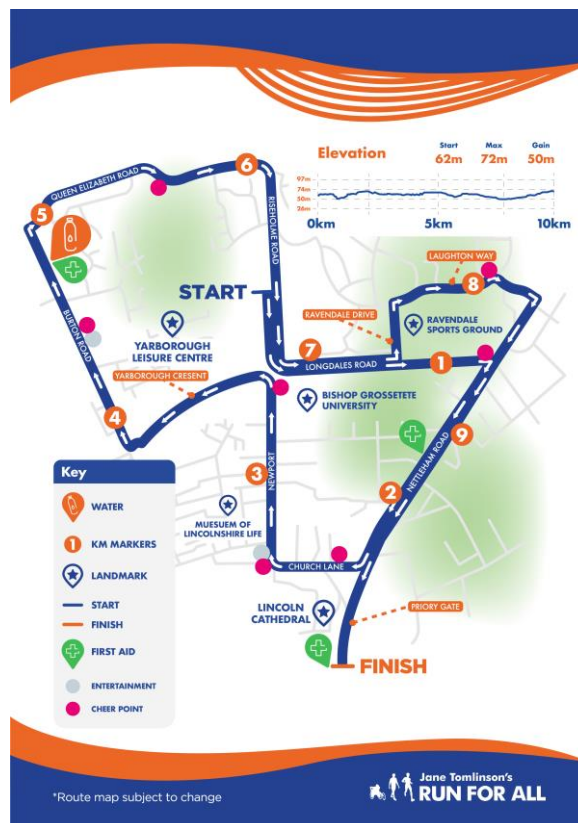 Elevation
Start
62m
Max
72m
Gain
50m
97m
74m
50m
26m
0km
5km
10km
QUEEN ELIZABETH ROAD
6
5
RISEHOLME ROAD
START
LAUGHTON WAY
8
RAVENDALE DRIVE
RAVENDALE
SPORTS GROUND
BURTON ROAD
YARBOROUGH
LEISURE CENTRE
7
LONGDALES ROAD
1
YARBOROUGH CRESENT
BISHOP GROSSETETE
UNIVERSITY
4
9
NETTLEHAM ROAD
3
NEWPORT
2
MUESUEM OF
LINCOLNSHIRE LIFE
CHURCH LANE
LINCOLN
CATHEDRAL
PRIORY GATE
FINISH
Key
WATER
1
KM MARKERS
LANDMARK
START
FINISH
FIRST AID
ENTERTAINMENT
CHEER POINT
*Route map subject to change
Jane Tomlinson's
RUN FOR ALL